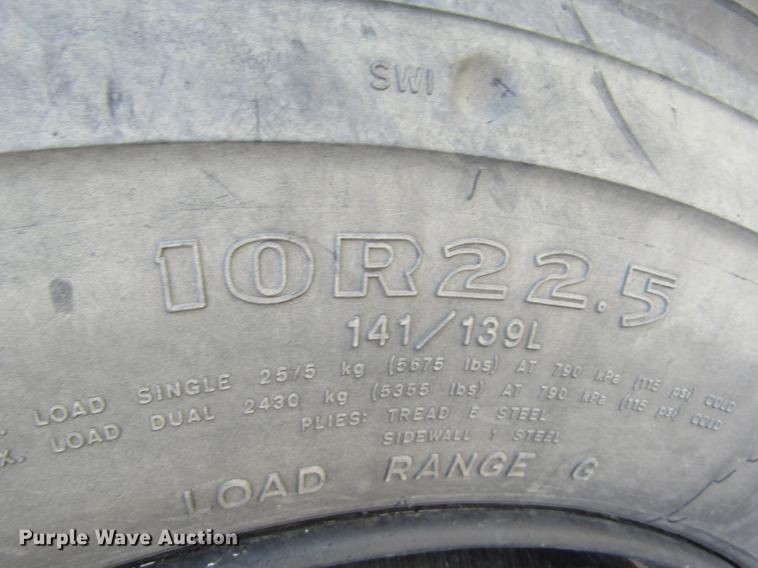 SWI
10R22.5
141/139L
X. LOAD SINGLE 2575 kg (5675 lbs) AT 790 kPa (115 psi) COLD
X. LOAD DUAL 2430 kg (5355 lbs) AT 790 kPa (115 psi) COLD
PLIES: TREAD 5 STEEL
SIDEWALL 1 STEEL
LOAD RANGE G
Purple Wave Auction